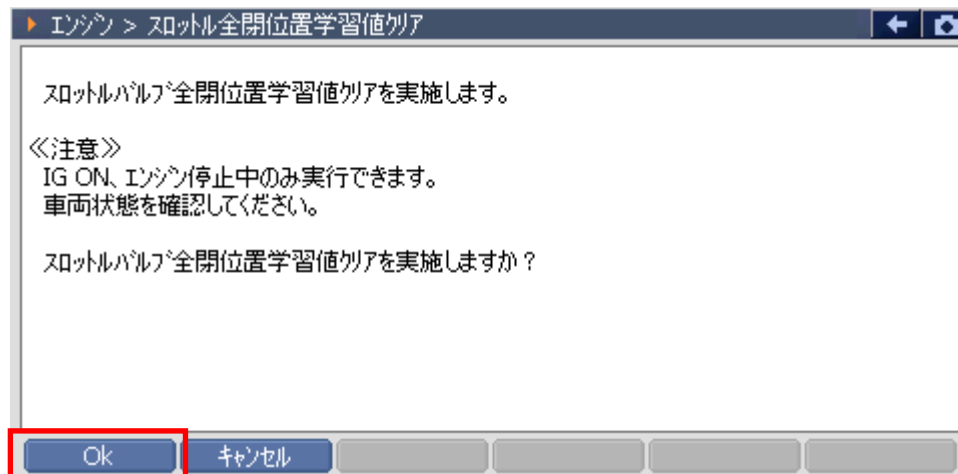 エンジン > スロットル全閉位置学習値クリア
スロットルバルブ全閉位置学習値クリアを実施します。
≪注意≫
IG ON、エンジン停止中のみ実行できます。
車両状態を確認してください。
スロットルバルブ全閉位置学習値クリアを実施しますか？
Ok
キャンセル